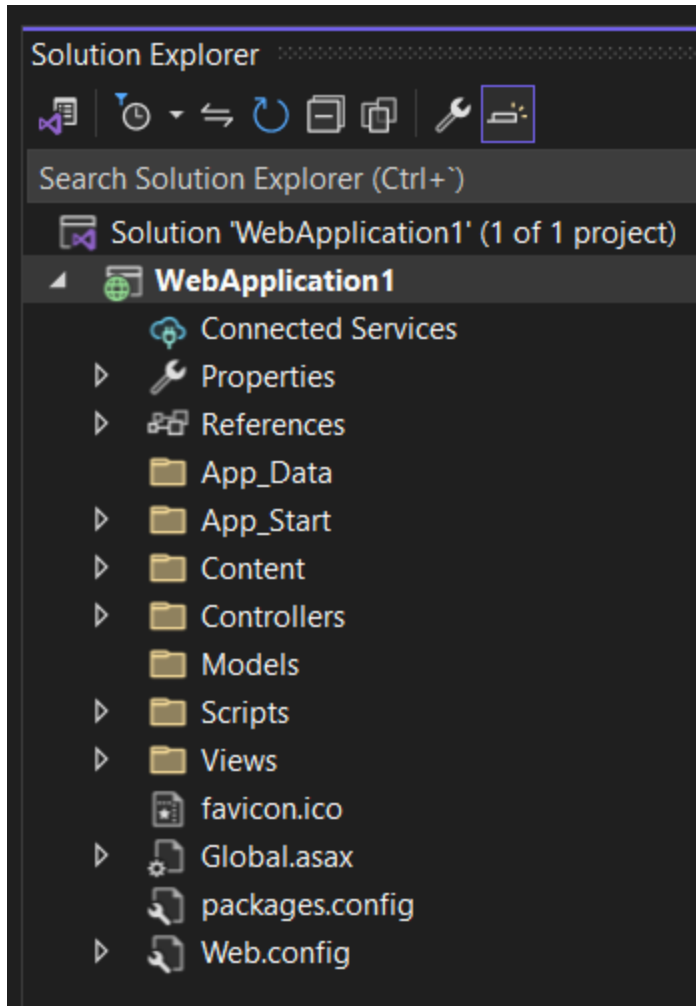 Solution Explorer
Search Solution Explorer (Ctrl+`)
Solution 'WebApplication1' (1 of 1 project)
WebApplication1
Connected Services
Properties
References
App_Data
App_Start
Content
Controllers
Models
Scripts
Views
favicon.ico
Global.asax
packages.config
Web.config